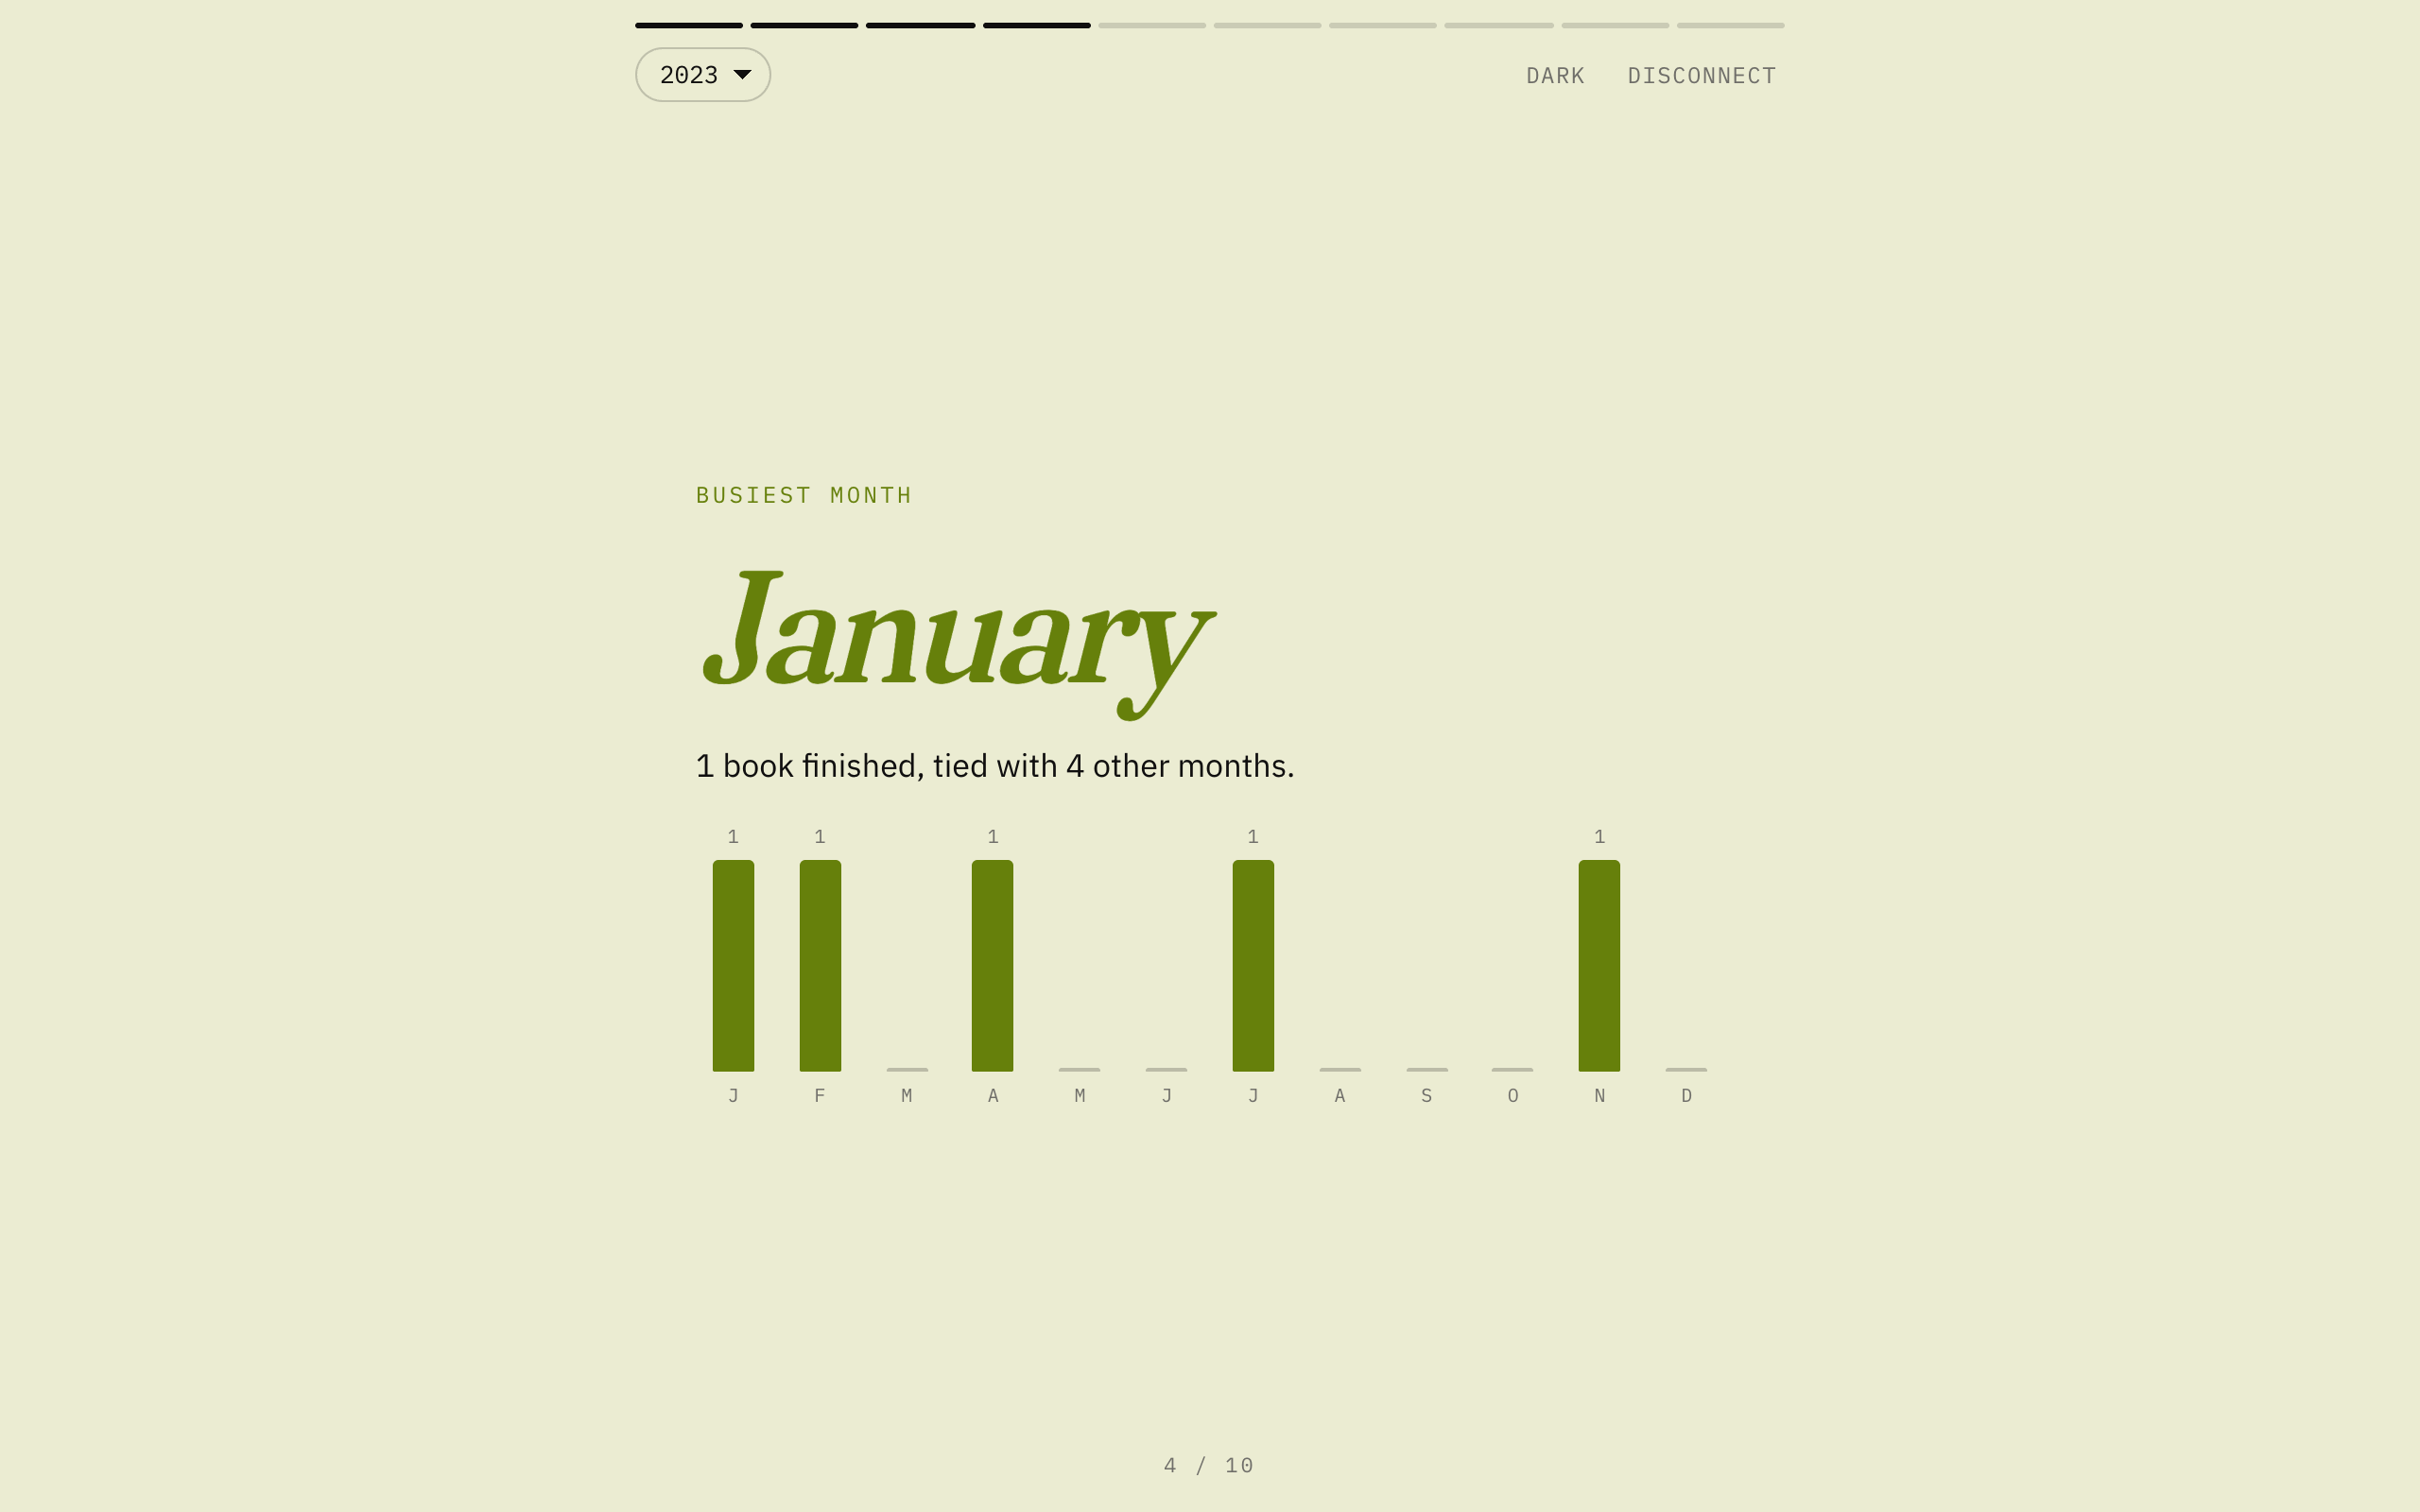 2023
DARK DISCONNECT
BUSIEST MONTH
January
1 book finished, tied with 4 other months.
1 1 1 1 1
J F M A M J J A S O N D
4 / 10